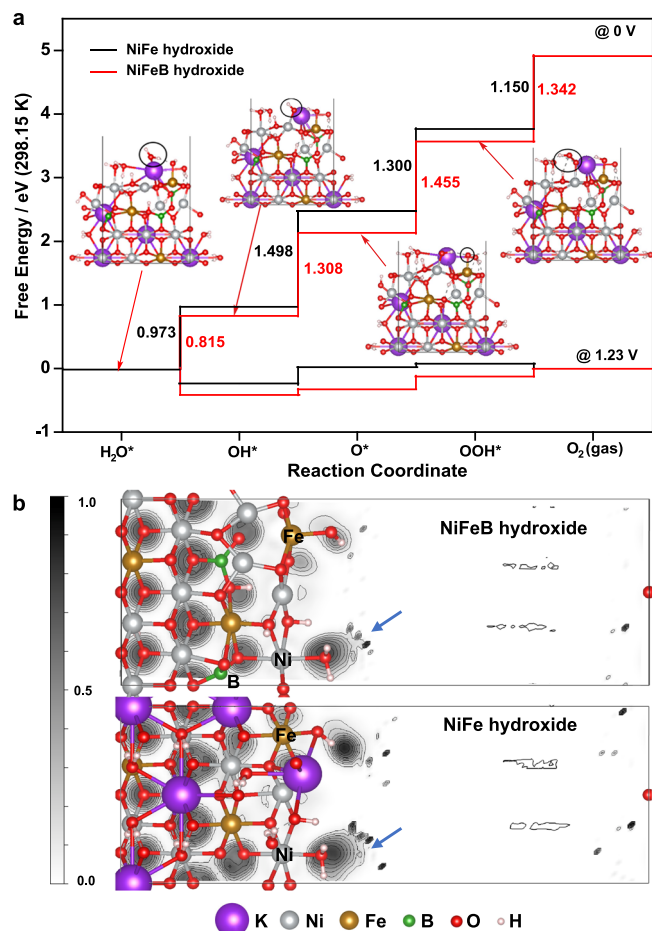 a
@ 0 V
NiFe hydroxide
NiFeB hydroxide
Free Energy / eV (298.15 K)
5
4
3
2
1
0
-1
1.150
1.342
1.300
1.455
1.498
1.308
0.973
0.815
@ 1.23 V
H₂O*
OH*
O*
OOH*
O₂(gas)
Reaction Coordinate
b
1.0
0.5
0.0
NiFeB hydroxide
Fe
Ni
B
NiFe hydroxide
Fe
Ni
K
Ni
Fe
B
O
H